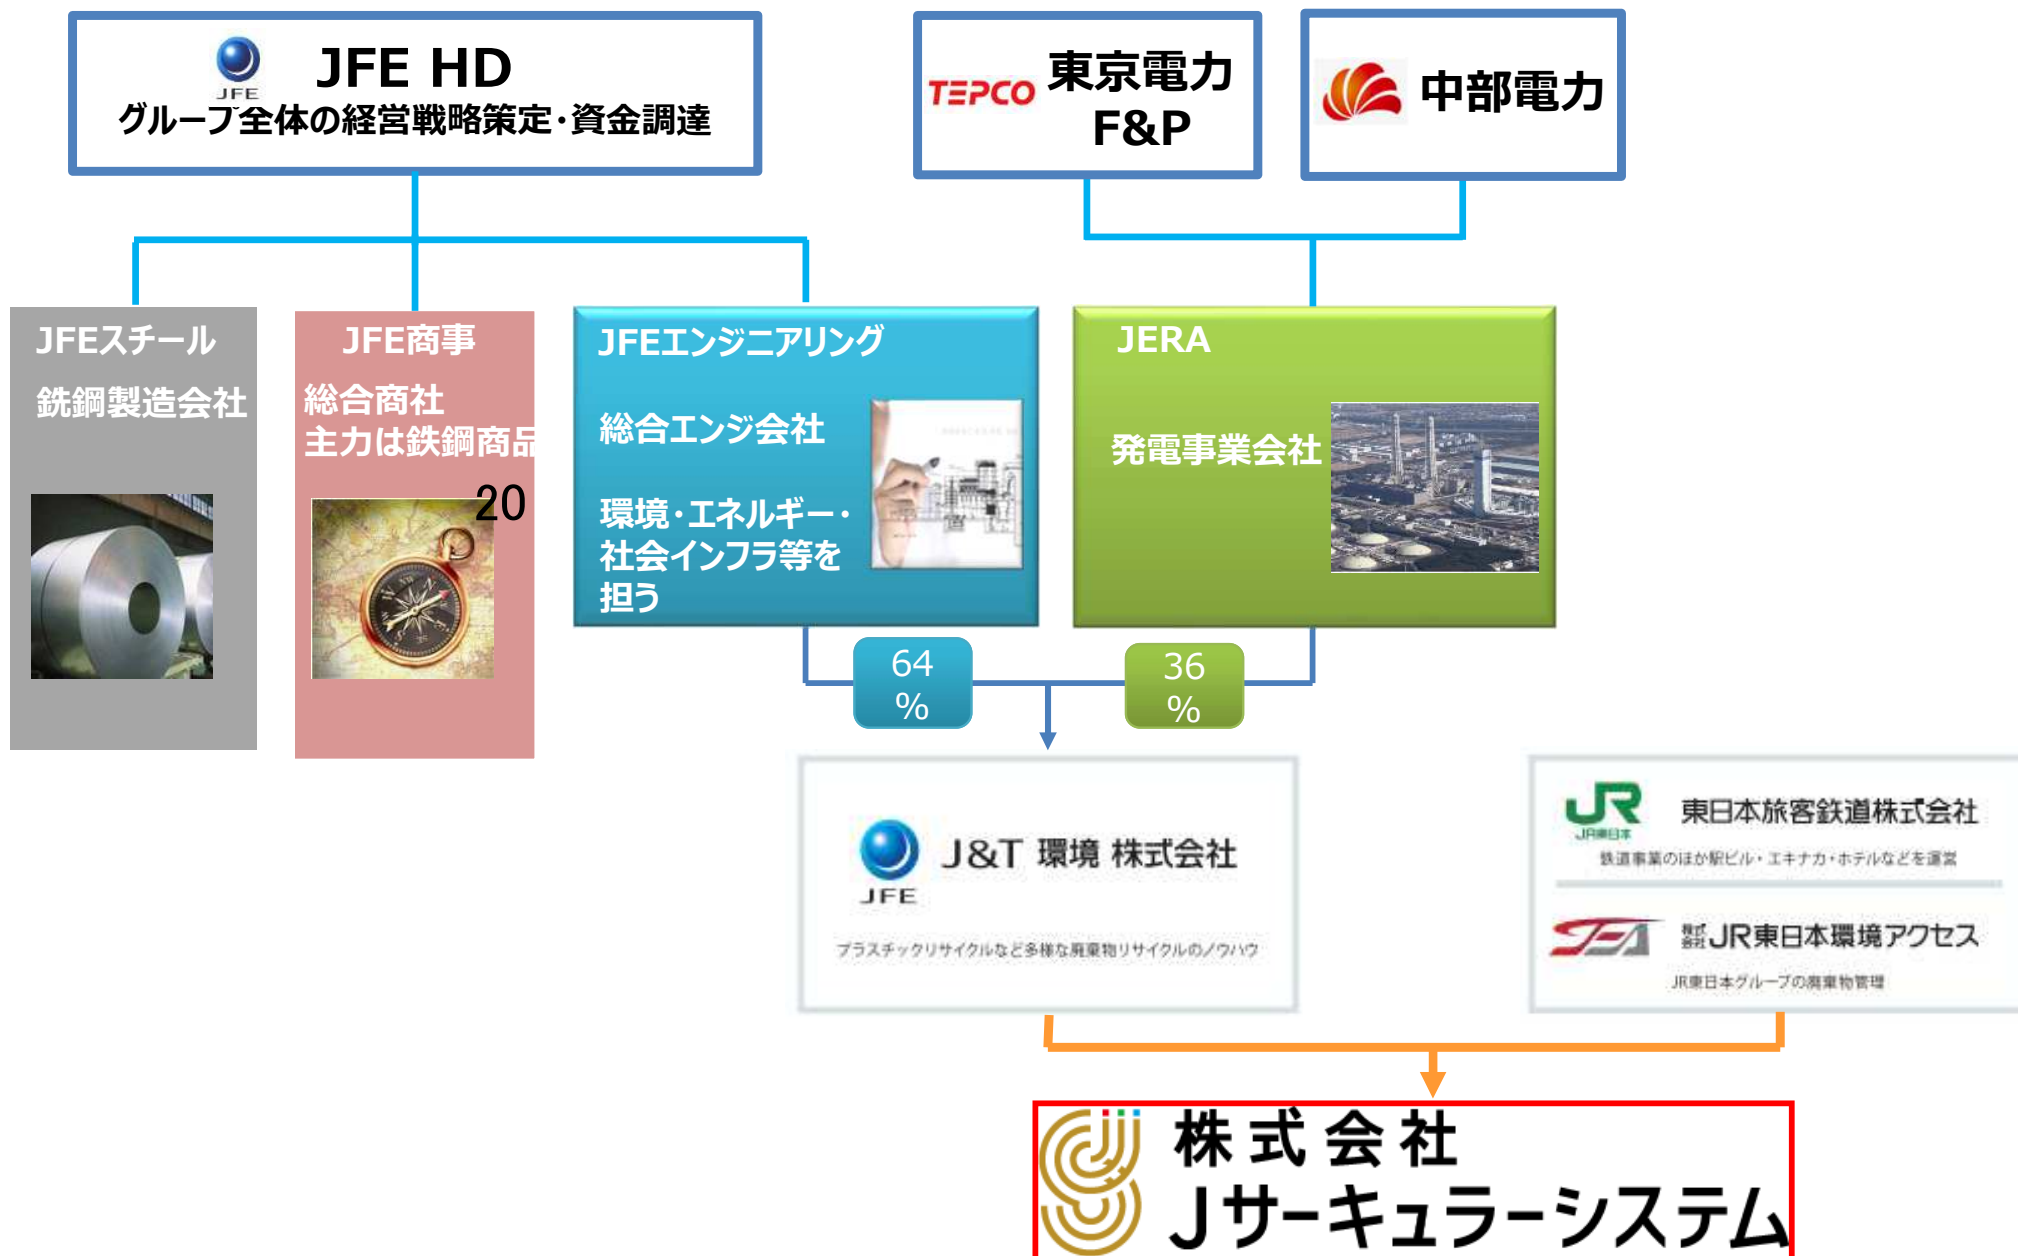 JFE
JFE HD
グループ全体の経営戦略策定・資金調達
TEPCO
東京電力
F&P
中部電力
JFEスチール
銑鋼製造会社
JFE商事
総合商社
主力は鉄鋼商品
20
JFEエンジニアリング
総合エンジ会社
環境・エネルギー・
社会インフラ等を
担う
JERA
発電事業会社
64
%
36
%
JFE
J&T 環境 株式会社
プラスチックリサイクルなど多様な廃棄物リサイクルのノウハウ
JR
JR東日本
東日本旅客鉄道株式会社
鉄道事業のほか駅ビル・エキナカ・ホテルなどを運営
株式会社JR東日本環境アクセス
JR東日本グループの廃棄物管理
株式会社
Jサーキュラーシステム